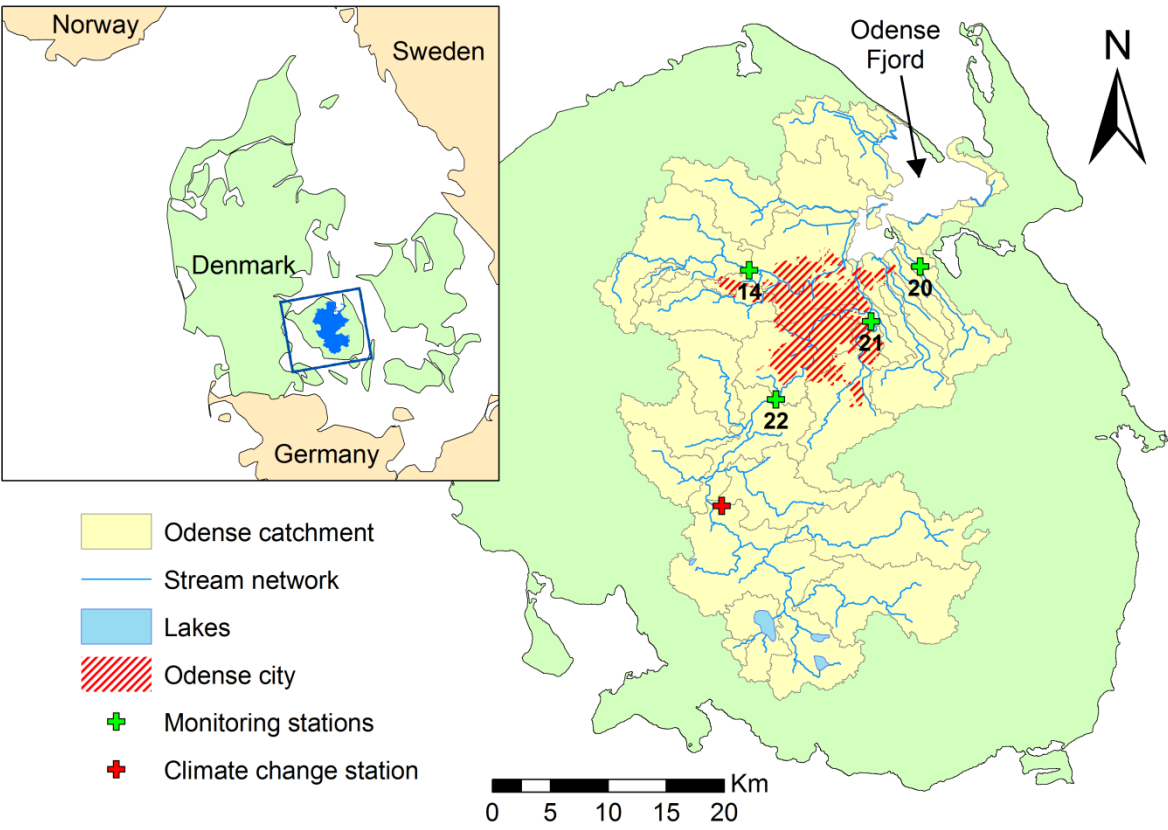 Norway
Sweden
Denmark
Germany
Odense
Fjord
N
14
20
21
22
Odense catchment
Stream network
Lakes
Odense city
Monitoring stations
Climate change station
Km
0 5 10 15 20